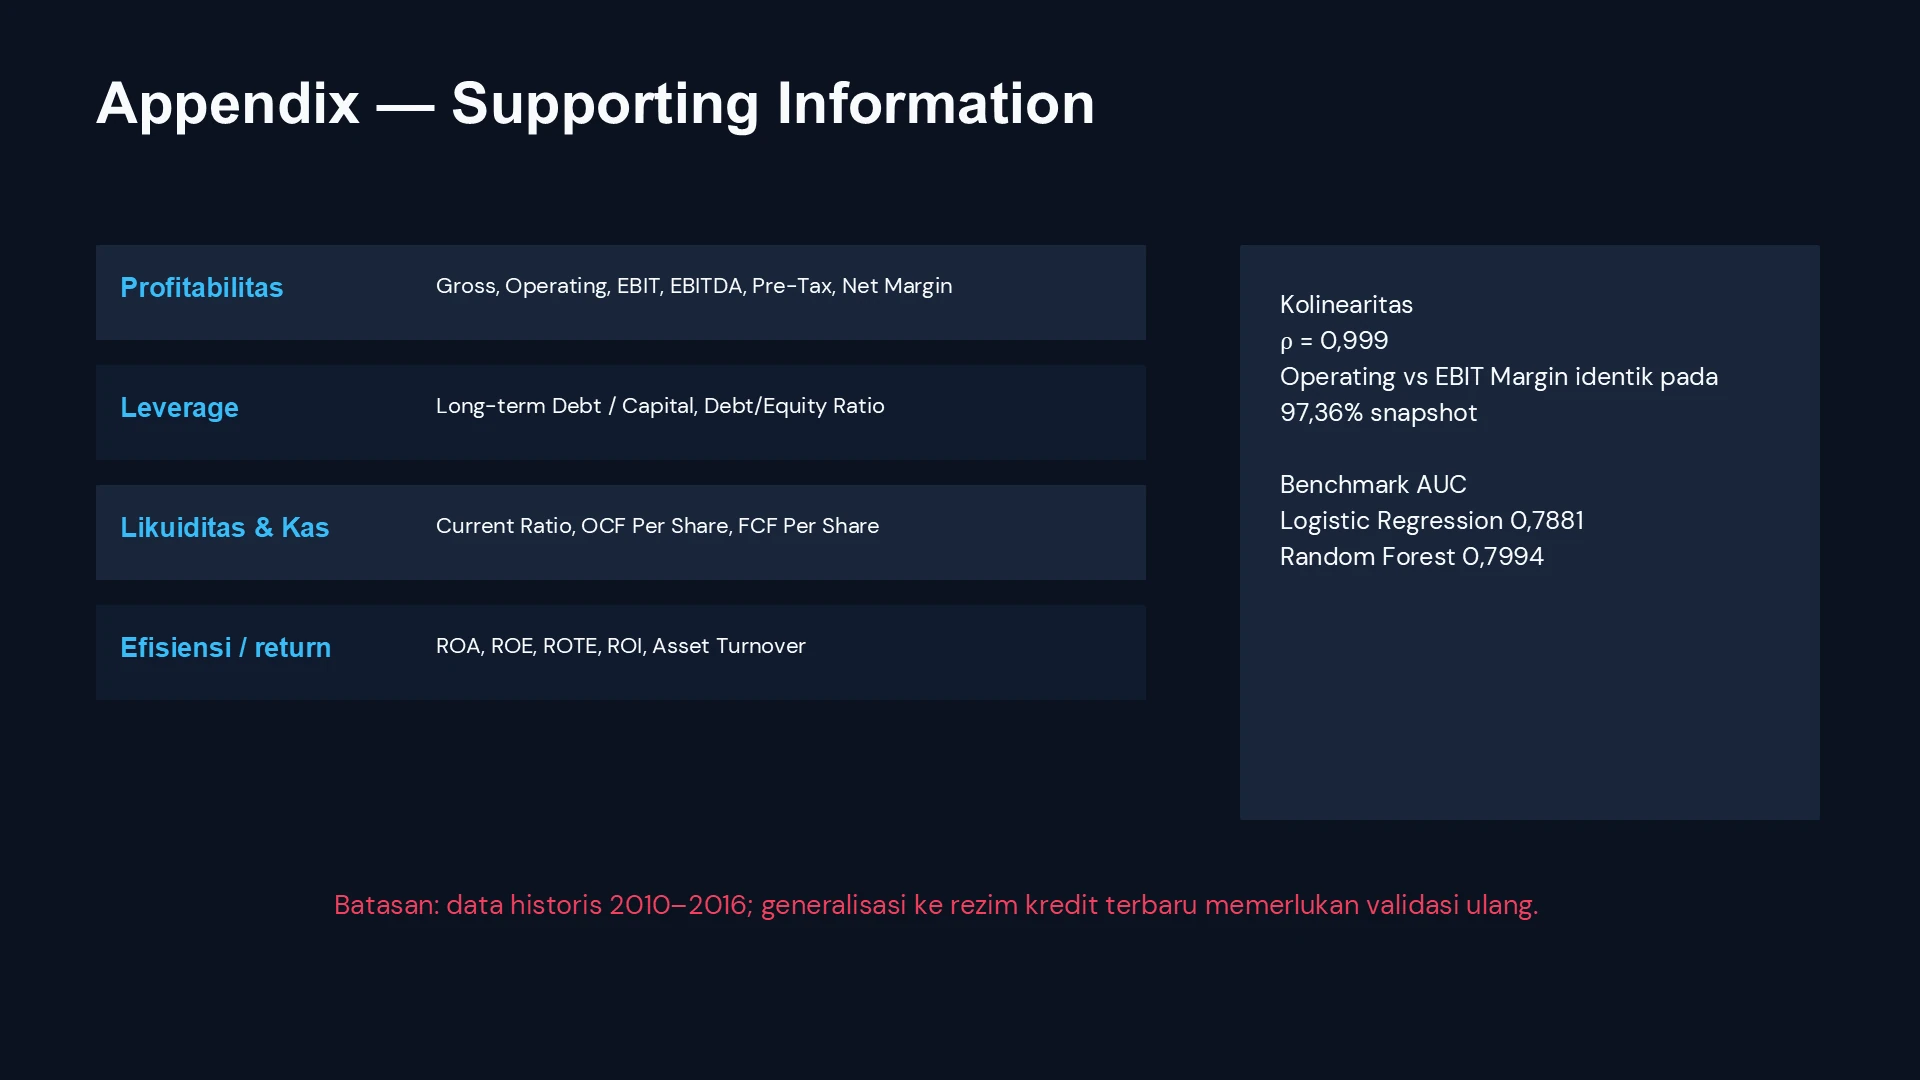 Appendix — Supporting Information
Profitabilitas
Gross, Operating, EBIT, EBITDA, Pre-Tax, Net Margin
Leverage
Long-term Debt / Capital, Debt/Equity Ratio
Likuiditas & Kas
Current Ratio, OCF Per Share, FCF Per Share
Efisiensi / return
ROA, ROE, ROTE, ROI, Asset Turnover
Kolinearitas
ρ = 0,999
Operating vs EBIT Margin identik pada
97,36% snapshot
Benchmark AUC
Logistic Regression 0,7881
Random Forest 0,7994
Batasan: data historis 2010–2016; generalisasi ke rezim kredit terbaru memerlukan validasi ulang.